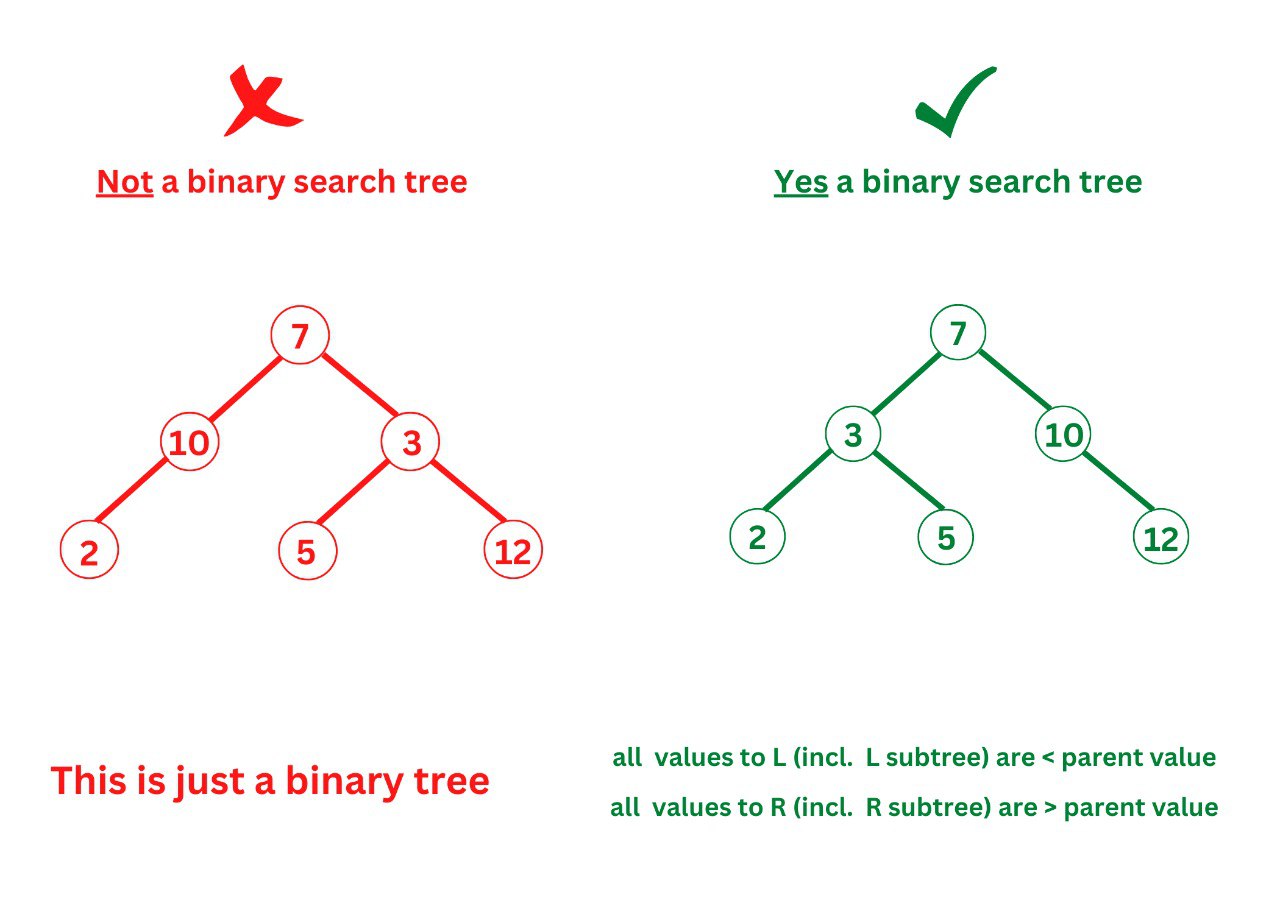 Not a binary search tree
Yes a binary search tree
7
10
3
2
5
12
7
3
10
2
5
12
This is just a binary tree
all values to L (incl. L subtree) are < parent value
all values to R (incl. R subtree) are > parent value